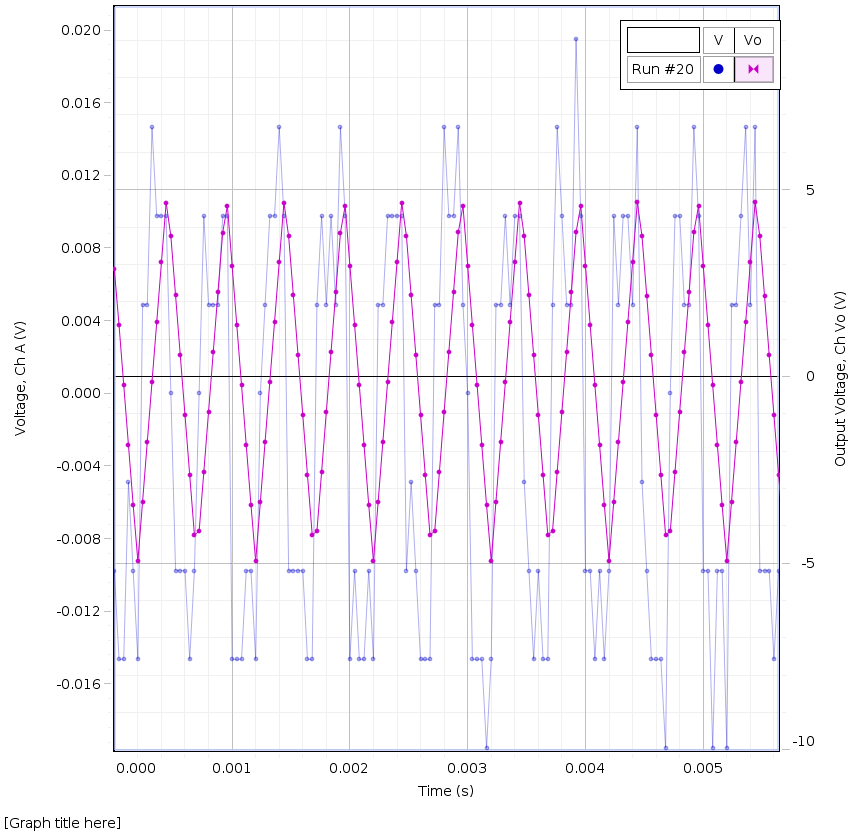 V Vo
Run #20
0.020
0.016
0.012
0.008
0.004
0.000
-0.004
-0.008
-0.012
-0.016
Voltage, Ch A (V)
5
0
-5
-10
Output Voltage, Ch Vo (V)
0.000 0.001 0.002 0.003 0.004 0.005
Time (s)
[Graph title here]